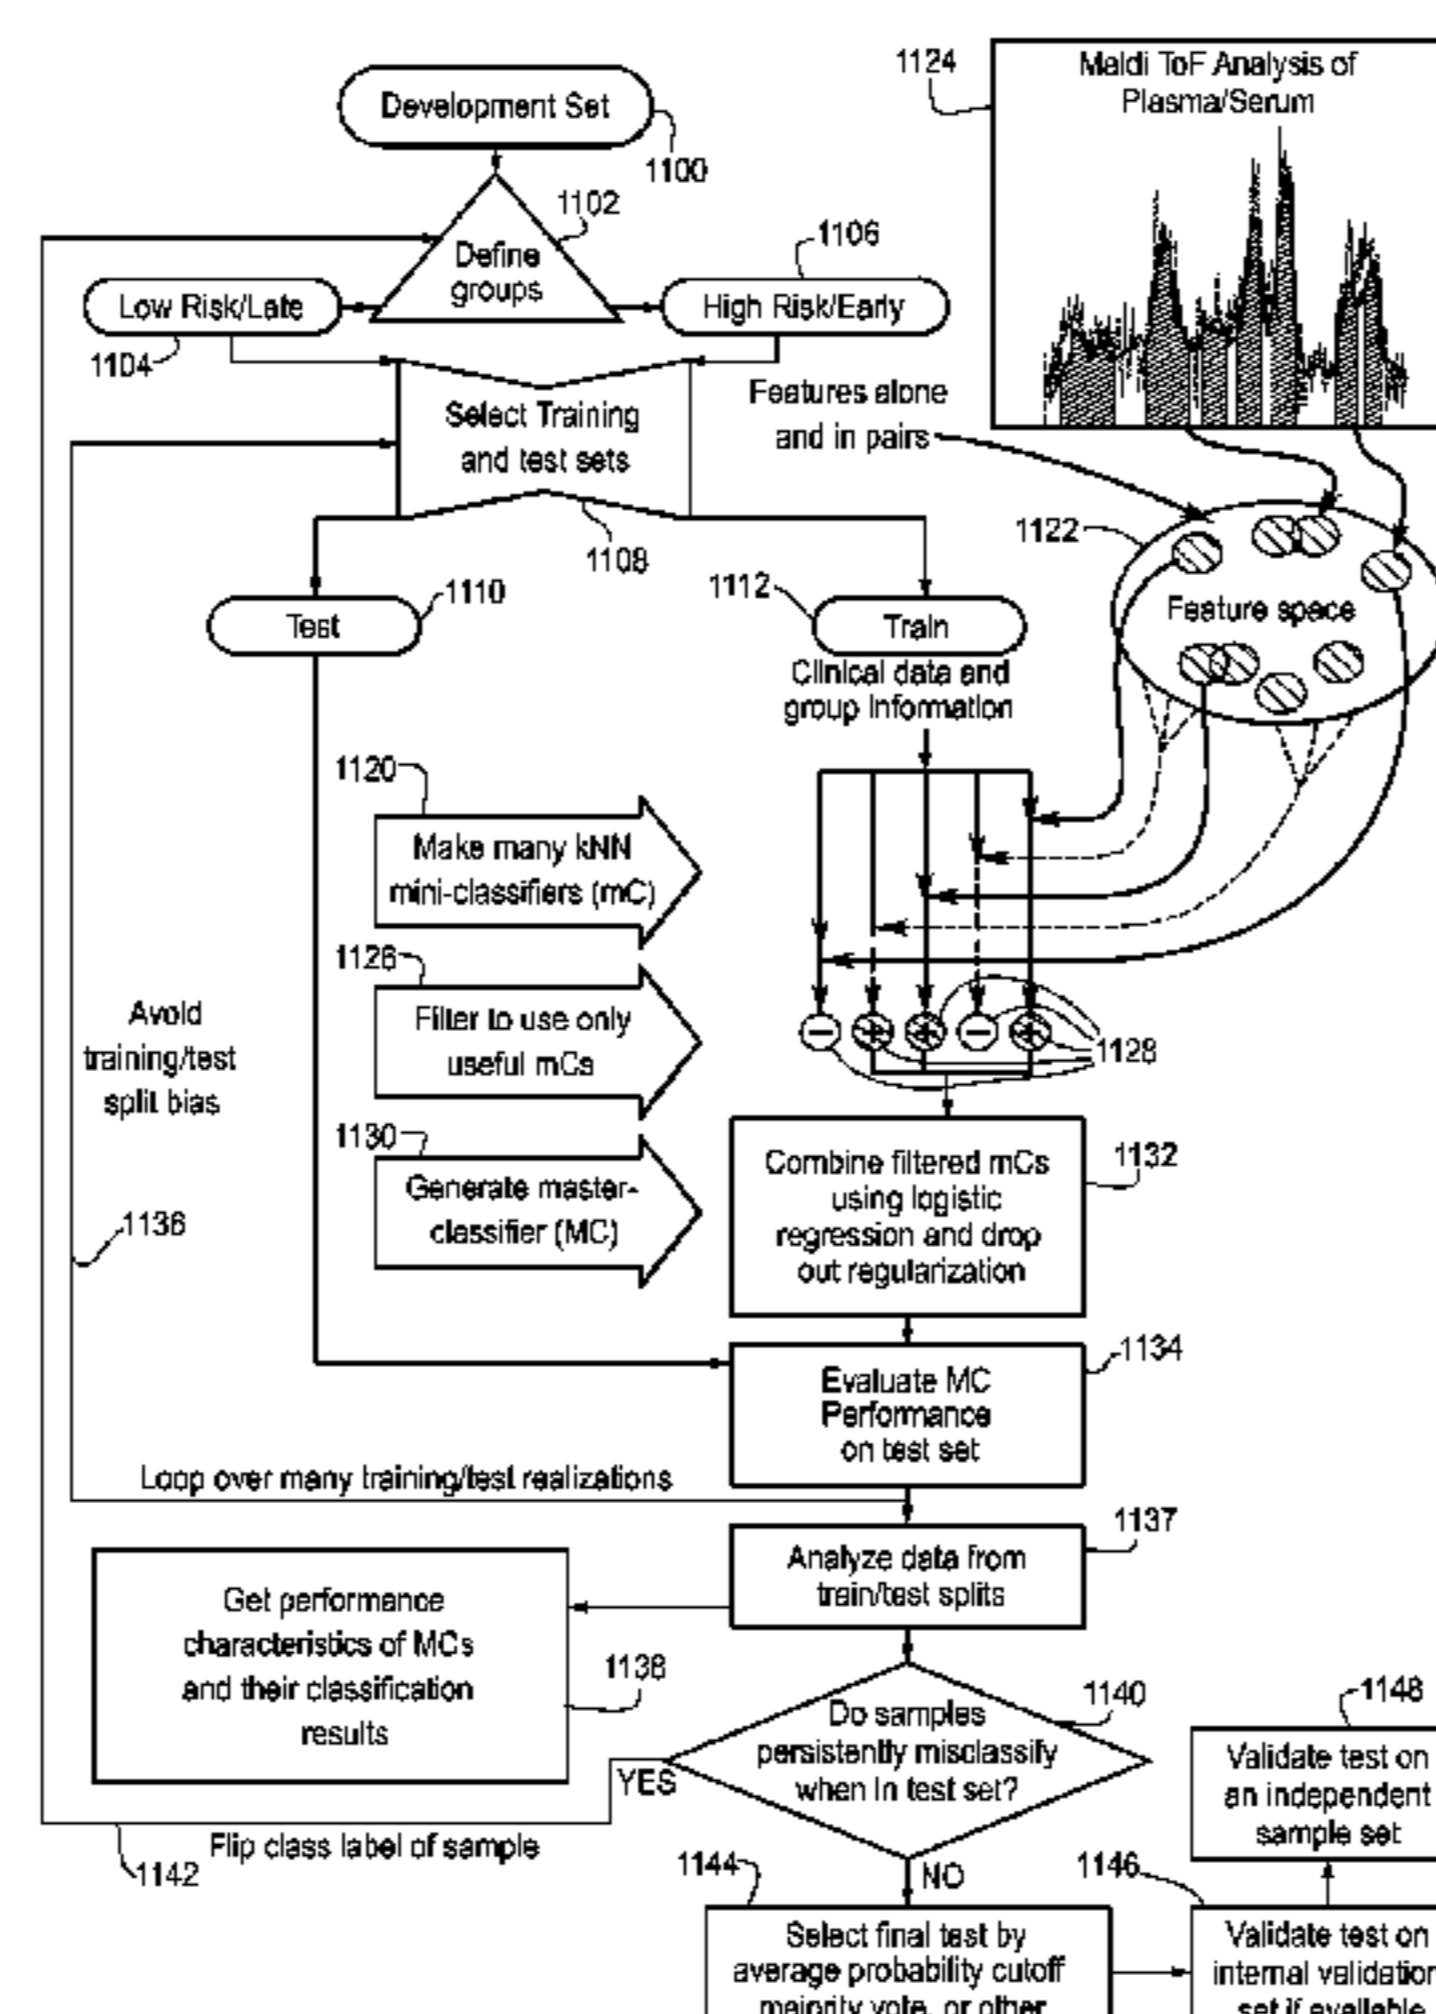 1124
Maldi ToF Analysis of
Plasma/Serum
Development Set
1100
1102
Define
groups
1106
Low Risk/Late
High Risk/Early
1104
Features alone
and in pairs
Select Training
and test sets
1108
1122
Feature space
1110
Test
1112
Train
Clinical data and
group Information
1120
Make many kNN
mini-classifiers (mC)
1126
Filter to use only
useful mCs
1128
Avoid
training/test
split bias
1130
Generate master-
classifier (MC)
1132
Combine filtered mCs
using logistic
regression and drop
out regularization
1136
1134
Evaluate MC
Performance
on test set
Loop over many training/test realizations
1137
Analyze data from
train/test splits
Get performance
characteristics of MCs
and their classification
results
1138
1140
Do samples
persistently misclassify
when in test set?
YES
1148
Validate test on
an independent
sample set
Flip class label of sample
1142
1144
NO
1146
Select final test by
average probability cutoff
majority vote, or other
Validate test on
internal validation
set if available